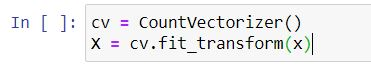 In [ ]: cv = CountVectorizer()
X = cv.fit_transform(x)